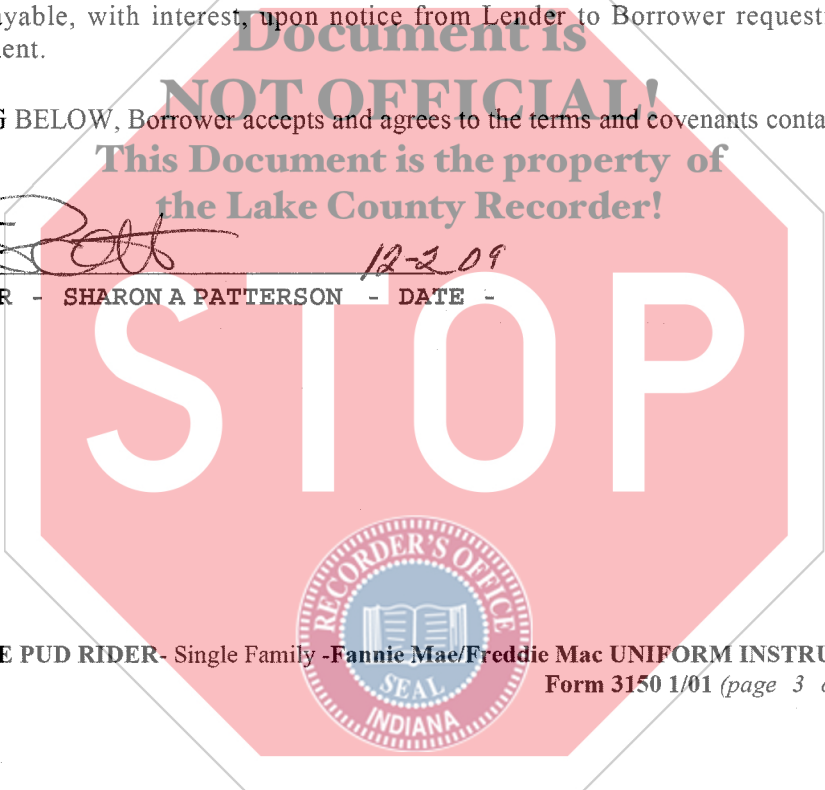 ayable, with interest, upon notice from Lender to Borrower request
Document is
ent.
NOT OFFICIAL!
G BELOW, Borrower accepts and agrees to the terms and covenants conta
This Document is the property of
the Lake County Recorder!
12-2 09
R - SHARON A PATTERSON - DATE -
STOP
RECORDER'S OFFICE
SEAL
INDIANA
E PUD RIDER- Single Family -Fannie Mae/Freddie Mac UNIFORM INSTRU
Form 3150 1/01 (page 3